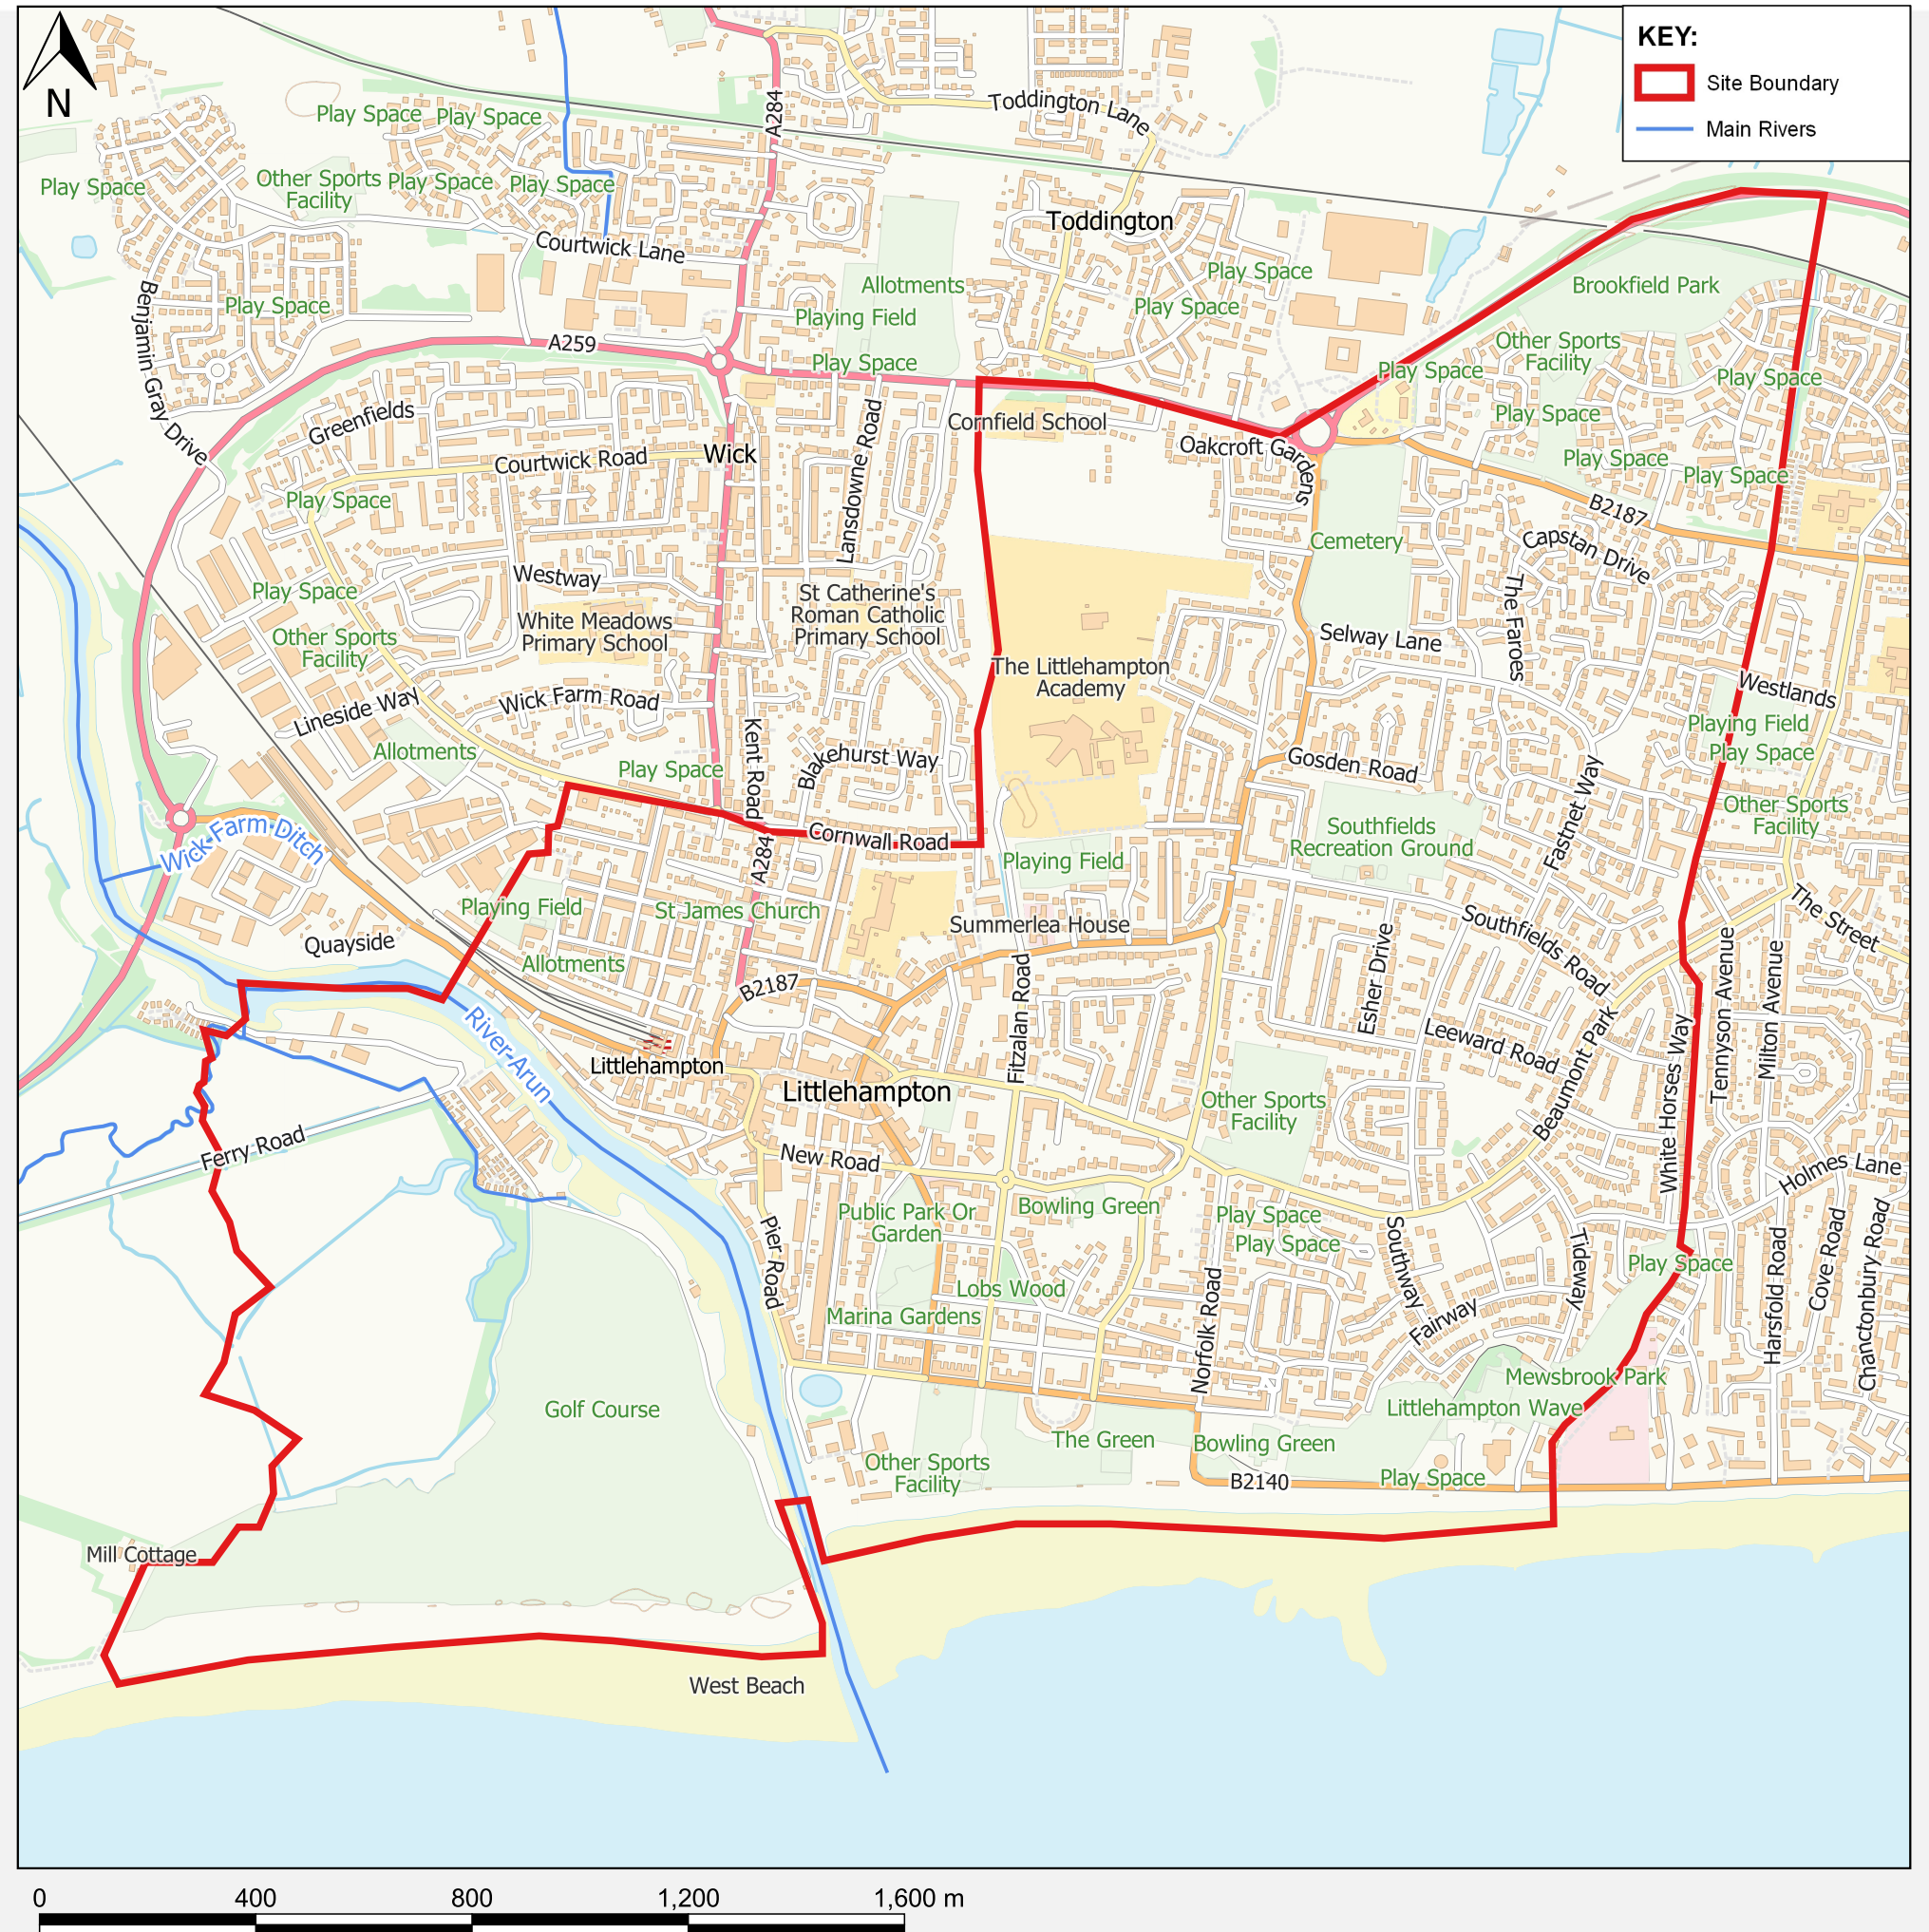 N
KEY:
Site Boundary
Main Rivers
Toddington Lane
A284
Play Space
Play Space
Play Space
Other Sports
Facility
Play Space
Play Space
Toddington
Courtwick Lane
Play Space
Allotments
Play Space
Brookfield Park
Play Space
Playing Field
Benjamin Gray Drive
A259
Play Space
Other Sports
Facility
Play Space
Play Space
Greenfields
Cornfield School
Play Space
Lansdowne Road
Oakcroft Gardens
Wick
Courtwick Road
Play Space
Play Space
Play Space
B2187
Cemetery
Capstan Drive
Westway
Play Space
St Catherine's
Roman Catholic
Primary School
The Faroes
White Meadows
Primary School
Other Sports
Facility
Selway Lane
The Littlehampton
Academy
Westlands
Wick Farm Road
Lineside Way
Playing Field
Play Space
Allotments
Kent Road
Blakehurst Way
Play Space
Gosden Road
Fastnet Way
Other Sports
Facility
Wick Farm Ditch
Cornwall Road
A284
Southfields
Recreation Ground
Playing Field
Playing Field
St James Church
Summerlea House
The Street
Southfields Road
Quayside
Allotments
B2187
Fitzalan Road
Esher Drive
Tennyson Avenue
Milton Avenue
River Arun
Leeward Road
Beaumont Park
White Horses Way
Littlehampton
Littlehampton
Other Sports
Facility
Ferry Road
New Road
Holmes Lane
Public Park Or
Garden
Bowling Green
Play Space
Play Space
Pier Road
Southway
Tideway
Play Space
Harsfold Road
Cove Road
Chanctonbury Road
Lobs Wood
Marina Gardens
Norfolk Road
Fairway
Mewsbrook Park
Golf Course
Littlehampton Wave
The Green
Bowling Green
Other Sports
Facility
Play Space
B2140
Mill Cottage
West Beach
0 400 800 1,200 1,600 m